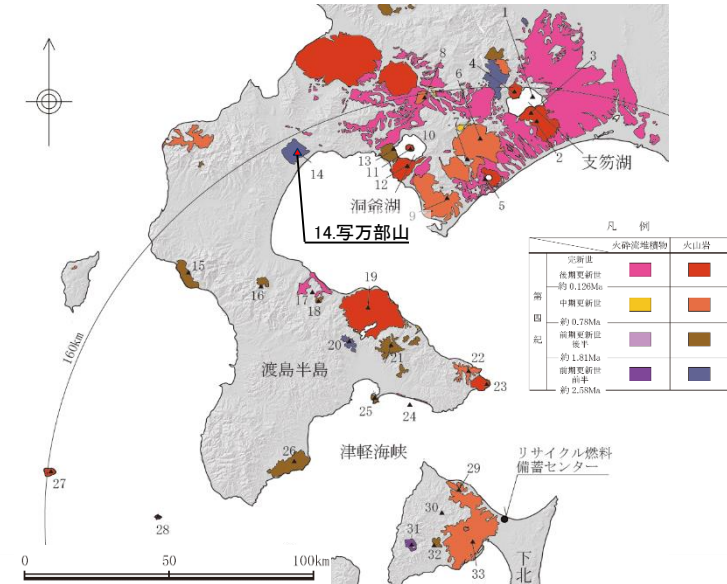 1
3
8
4
6
10
支笏湖
2
13
14
11
12
洞爺湖
5
9
14.写万部山
凡 例
火砕流堆積物
火山岩
完新世
|
後期更新世
約 0.126Ma
第四紀
中期更新世
約 0.78Ma
前期更新世
後半
約 1.81Ma
前期更新世
前半
約 2.58Ma
15
16
17
18
19
20
21
渡島半島
22
23
160km
25
24
津軽海峡
26
リサイクル燃料
備蓄センター
27
28
29
30
31
32
33
下北
0
50
100km